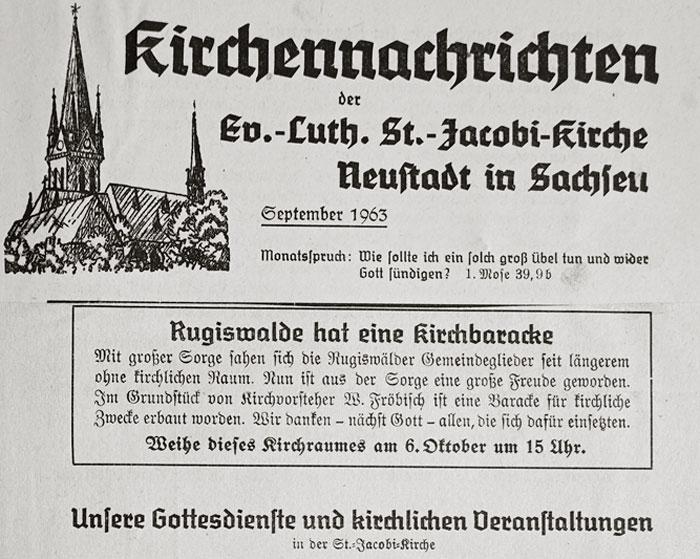 Kirchennachrichten
der
Ev.-Luth. St.-Jacobi-Kirche
Neustadt in Sachsen
September 1963
Monatsspruch: Wie sollte ich ein solch groß übel tun und wider
Gott sündigen? 1. Mose 39,9b
Rugiswalde hat eine Kirchbaracke
Mit großer Sorge sahen sich die Rugiswälder Gemeindeglieder seit längerem
ohne kirchlichen Raum. Nun ist aus der Sorge eine große Freude geworden.
Im Grundstück von Kirchvorsteher W. Fröbisch ist eine Baracke für kirchliche
Zwecke erbaut worden. Wir danken – nächst Gott – allen, die sich dafür einsetzten.
Weihe dieses Kirchraumes am 6. Oktober um 15 Uhr.
Unsere Gottesdienste und kirchlichen Veranstaltungen
in der St.-Jacobi-Kirche